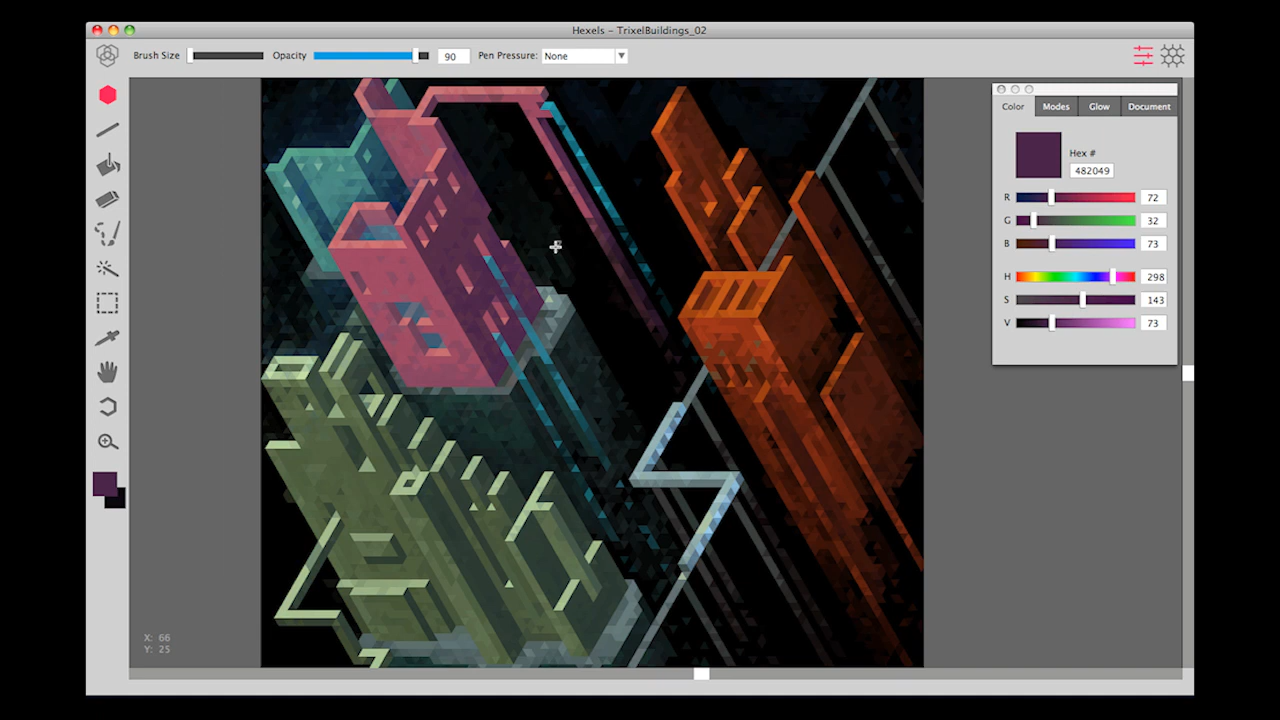 Hexels – TrixelBuildings_02
Brush Size Opacity 90 Pen Pressure: None
Color Modes Glow Document
Hex #
482049
R 72
G 32
B 73
H 298
S 143
V 73
X: 66
Y: 25